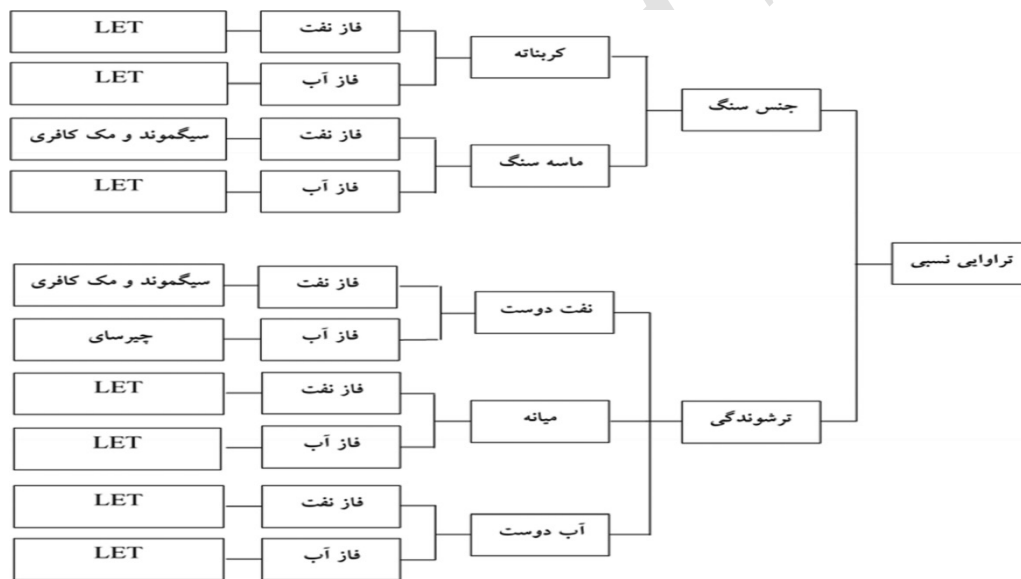 تراوایی نسبی
جنس سنگ
کربناته
فاز نفت
LET
فاز آب
LET
ماسه سنگ
فاز نفت
سیگموند و مک کافری
فاز آب
LET
ترشوندگی
نفت دوست
فاز نفت
سیگموند و مک کافری
فاز آب
چیرسای
میانه
فاز نفت
LET
فاز آب
LET
آب دوست
فاز نفت
LET
فاز آب
LET